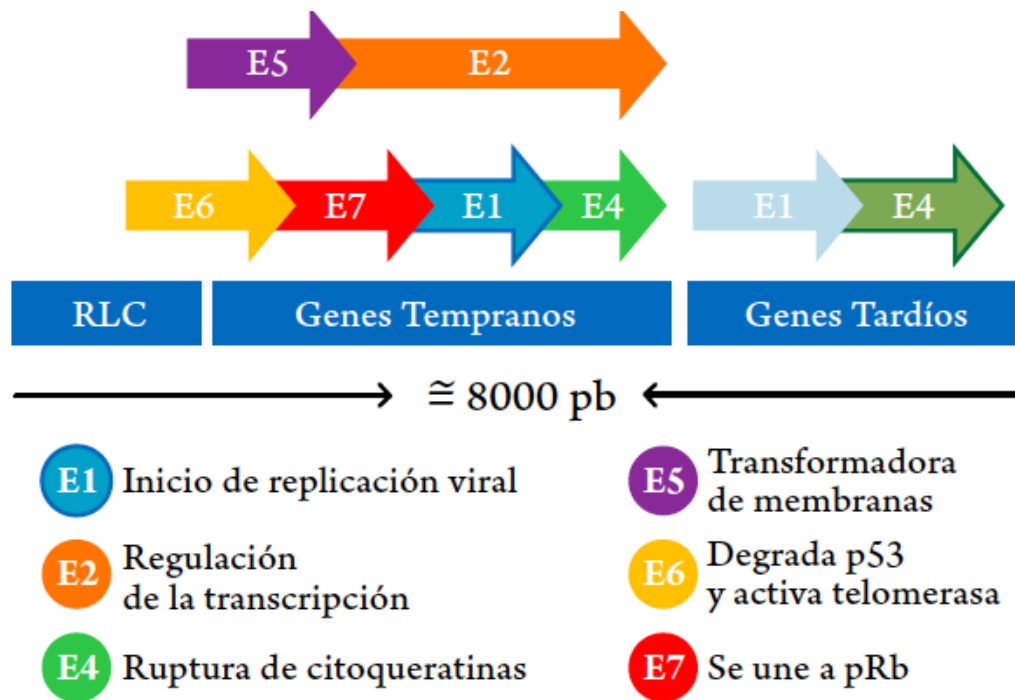 E5 E2
E6 E7 E1 E4 E1 E4
RLC Genes Tempranos Genes Tardíos
≅ 8000 pb
E1 Inicio de replicación viral
E2 Regulación
de la transcripción
E4 Ruptura de citoqueratinas
E5 Transformadora
de membranas
E6 Degrada p53
y activa telomerasa
E7 Se une a pRb